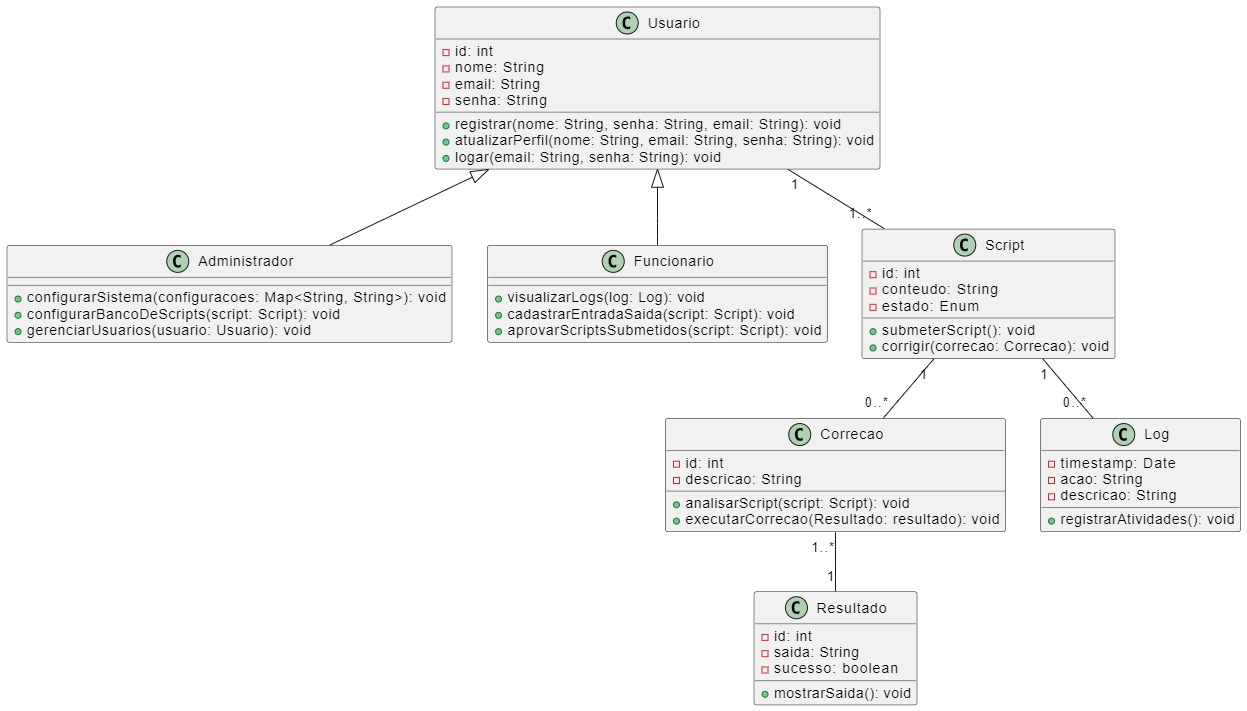 C Usuario
id: int
nome: String
email: String
senha: String
registrar(nome: String, senha: String, email: String): void
atualizarPerfil(nome: String, email: String, senha: String): void
logar(email: String, senha: String): void
1
1..*
C Administrador
configurarSistema(configuracoes: Map<String, String>): void
configurarBancoDeScripts(script: Script): void
gerenciarUsuarios(usuario: Usuario): void
C Funcionario
visualizarLogs(log: Log): void
cadastrarEntradaSaida(script: Script): void
aprovarScriptsSubmetidos(script: Script): void
C Script
id: int
conteudo: String
estado: Enum
submeterScript(): void
corrigir(correcao: Correcao): void
1
1
0..*
0..*
C Correcao
id: int
descricao: String
analisarScript(script: Script): void
executarCorrecao(Resultado: resultado): void
C Log
timestamp: Date
acao: String
descricao: String
registrarAtividades(): void
1..*
1
C Resultado
id: int
saida: String
sucesso: boolean
mostrarSaida(): void